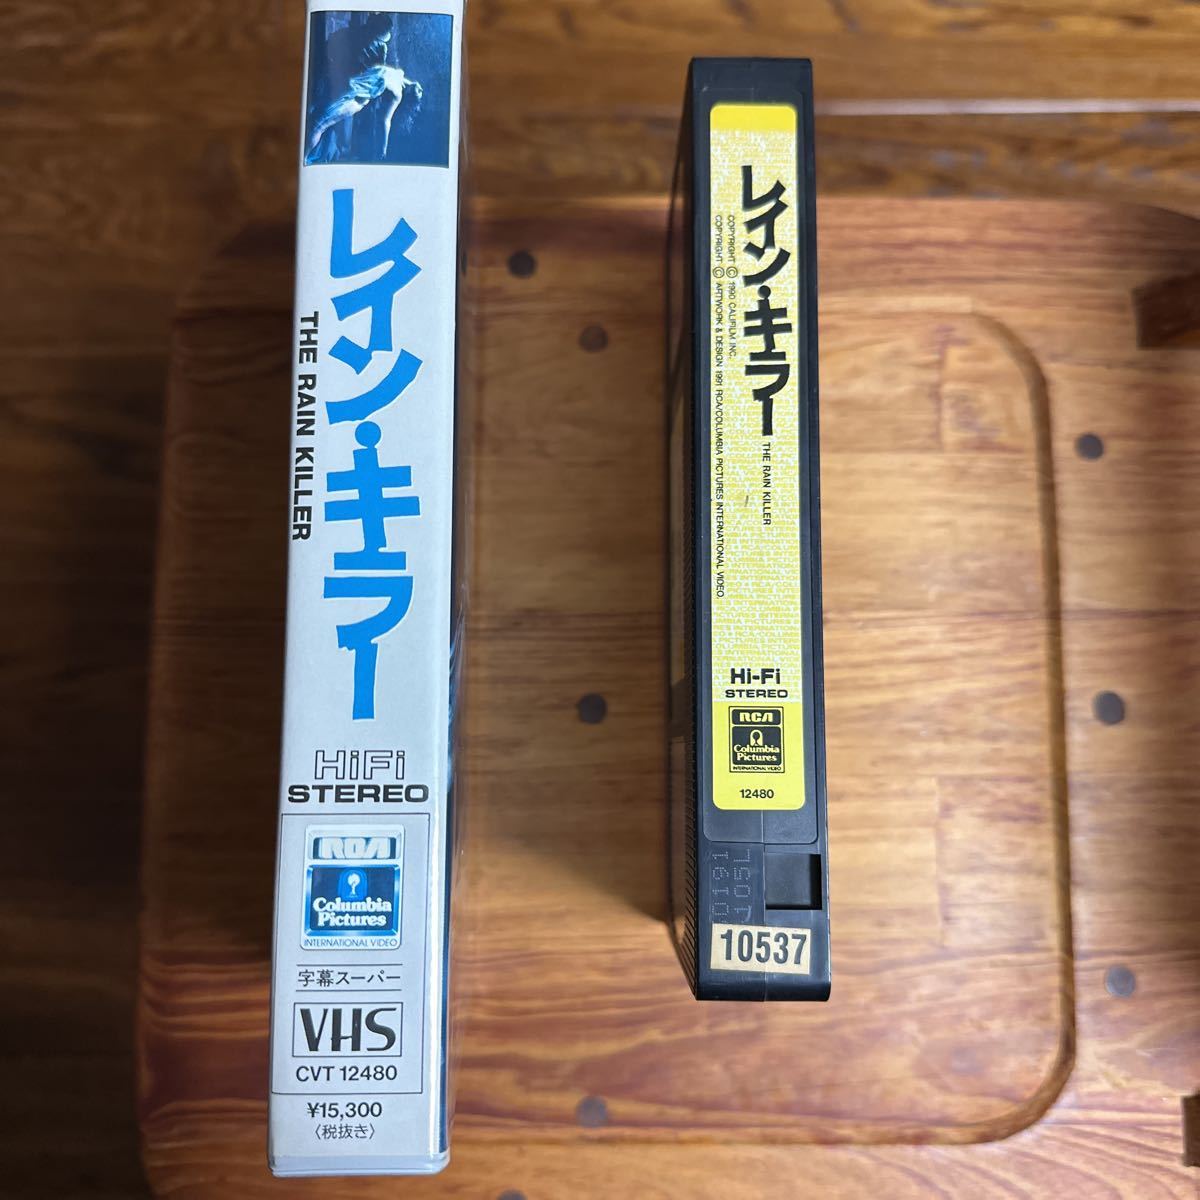 レイン・キラー
THE RAIN KILLER
HiFi
STEREO
RCA
Columbia
Pictures
INTERNATIONAL VIDEO
字幕スーパー
VHS
CVT 12480
¥15,300
〈税抜き〉
レイン・キラー
THE RAIN KILLER
COPYRIGHT © 1990 CALIFILM INC.
COPYRIGHT © ARTWORK & DESIGN 1991 RCA/COLUMBIA PICTURES INTERNATIONAL VIDEO.
Hi-Fi
STEREO
RCA
Columbia
Pictures
INTERNATIONAL VIDEO
12480
10537